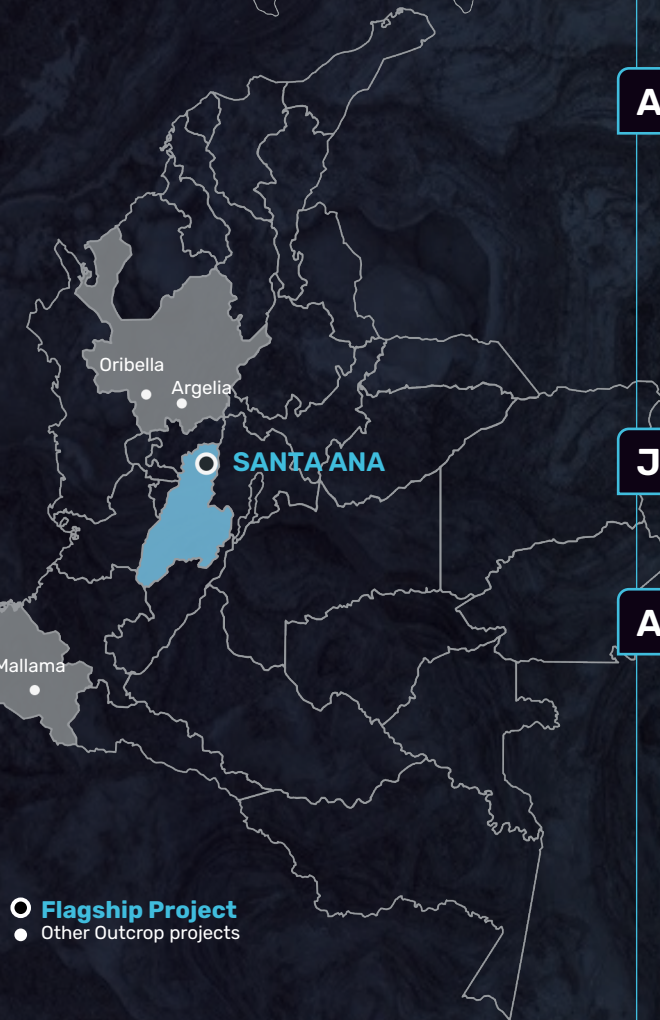 A
Oribella
Argelia
SANTA ANA
J
A
Mallama
Flagship Project
Other Outcrop projects